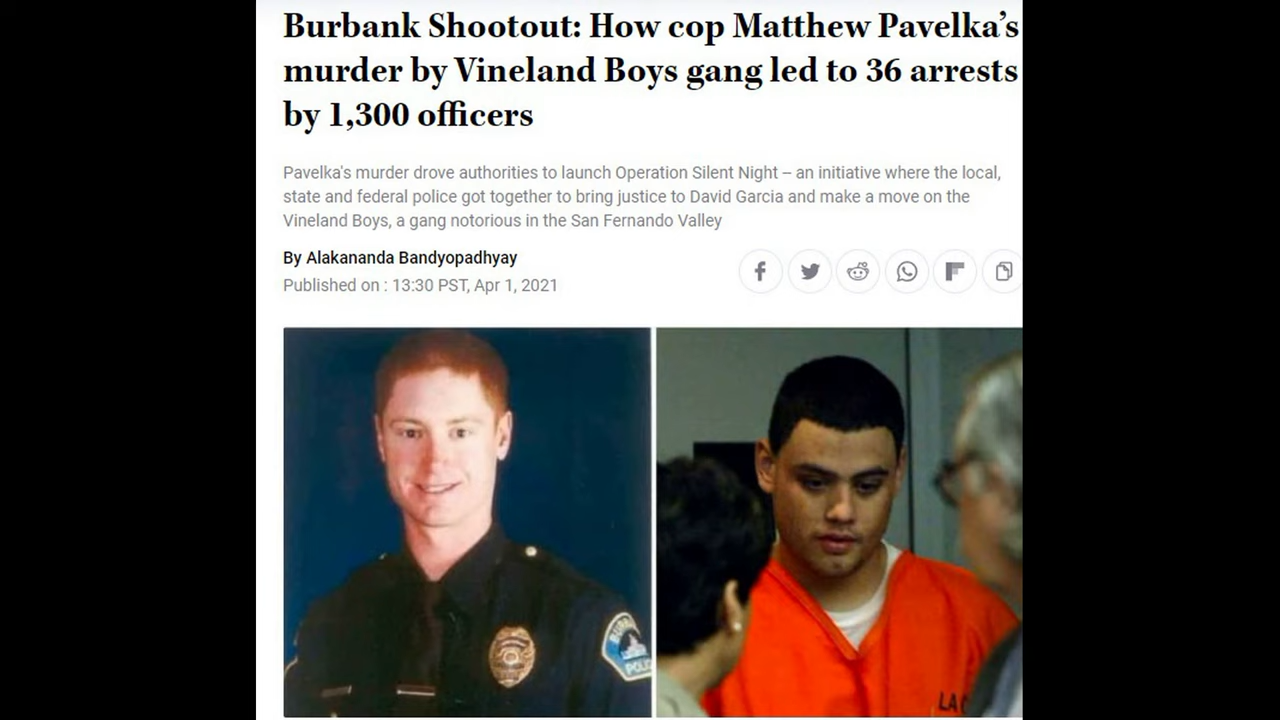 Burbank Shootout: How cop Matthew Pavelka’s
murder by Vineland Boys gang led to 36 arrests
by 1,300 officers
Pavelka's murder drove authorities to launch Operation Silent Night – an initiative where the local,
state and federal police got together to bring justice to David Garcia and make a move on the
Vineland Boys, a gang notorious in the San Fernando Valley
By Alakananda Bandyopadhyay
Published on : 13:30 PST, Apr 1, 2021
LA C